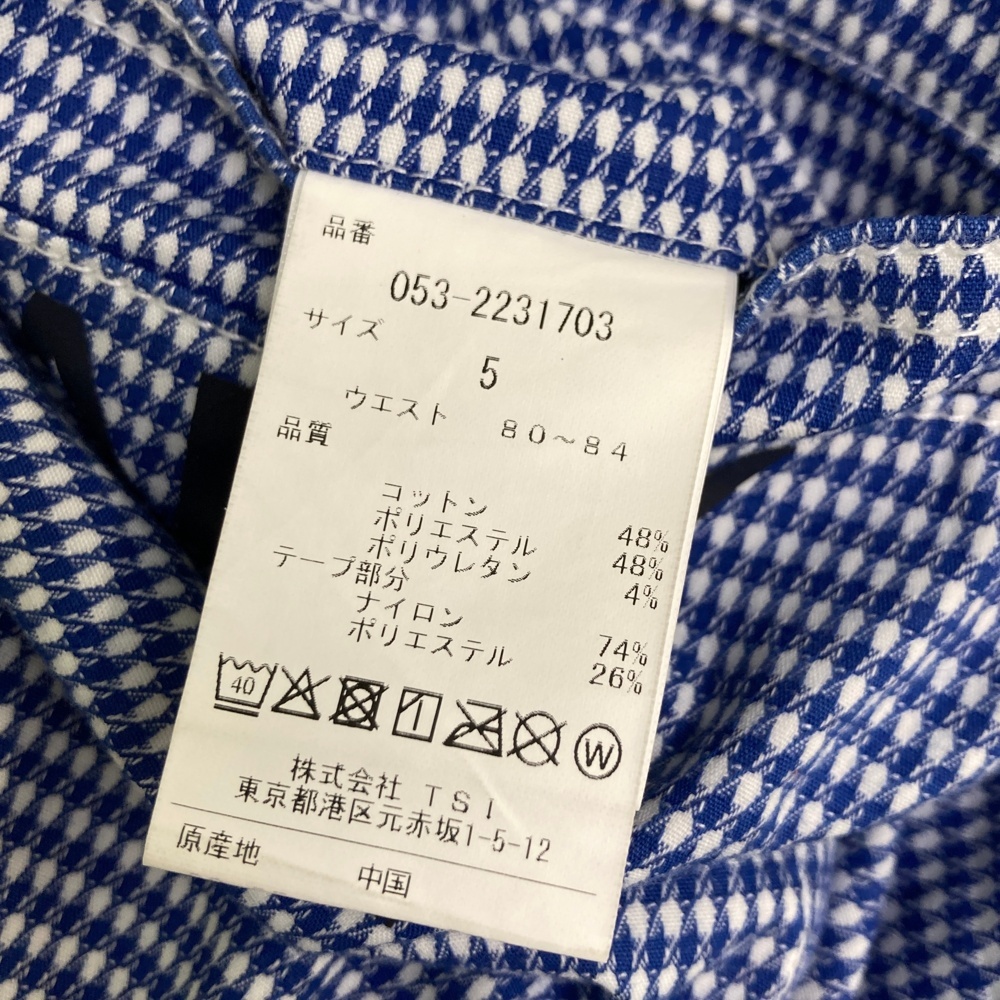 品番
053-2231703
サイズ
5
ウエスト 80~84
品質
コットン 48%
ポリエステル 48%
ポリウレタン 4%
テープ部分
ナイロン 74%
ポリエステル 26%
40 W
株式会社 TSI
東京都港区元赤坂1-5-12
原産地 中国